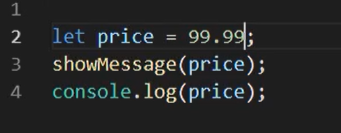 1
2 let price = 99.99;
3 showMessage(price);
4 console.log(price);